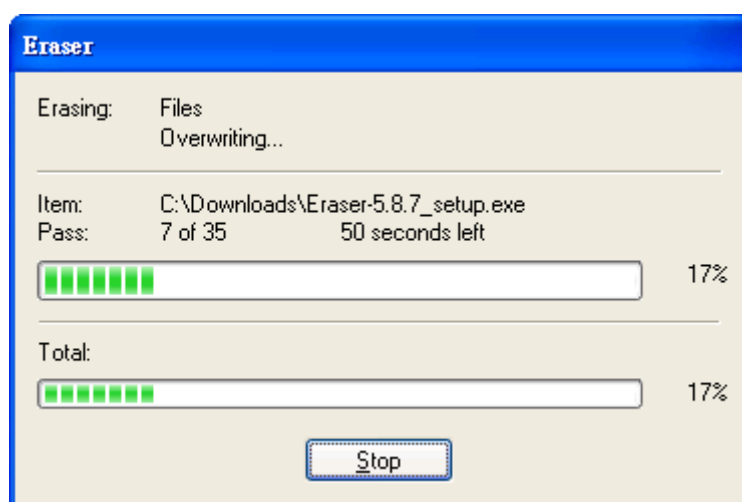 Eraser
Erasing: Files
Overwriting...
Item: C:\Downloads\Eraser-5.8.7_setup.exe
Pass: 7 of 35 50 seconds left
17%
Total:
17%
Stop